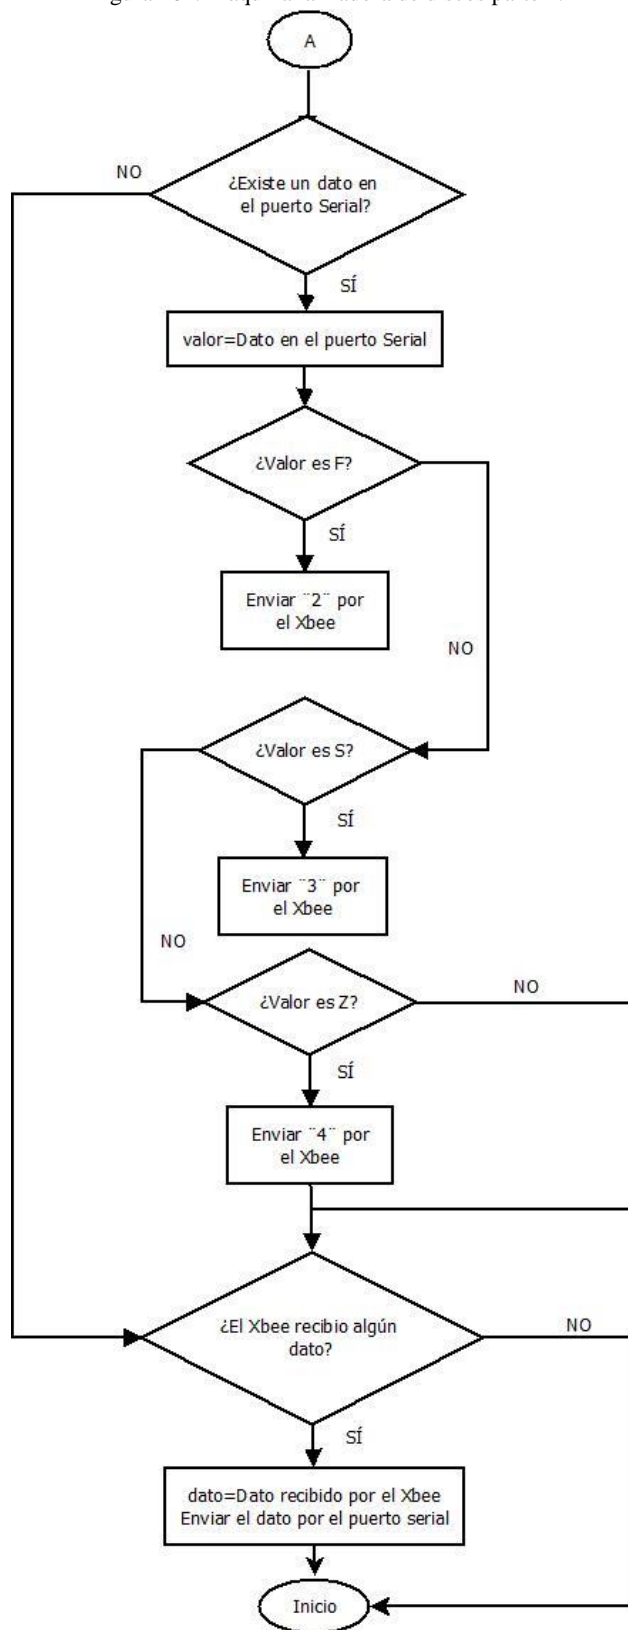 A
NO
¿Existe un dato en
el puerto Serial?
SÍ
valor=Dato en el puerto Serial
¿Valor es F?
SÍ
Enviar ¨2¨ por
el Xbee
NO
¿Valor es S?
SÍ
Enviar ¨3¨ por
el Xbee
NO
¿Valor es Z?
NO
SÍ
Enviar ¨4¨ por
el Xbee
¿El Xbee recibio algún
dato?
NO
SÍ
dato=Dato recibido por el Xbee
Enviar el dato por el puerto serial
Inicio